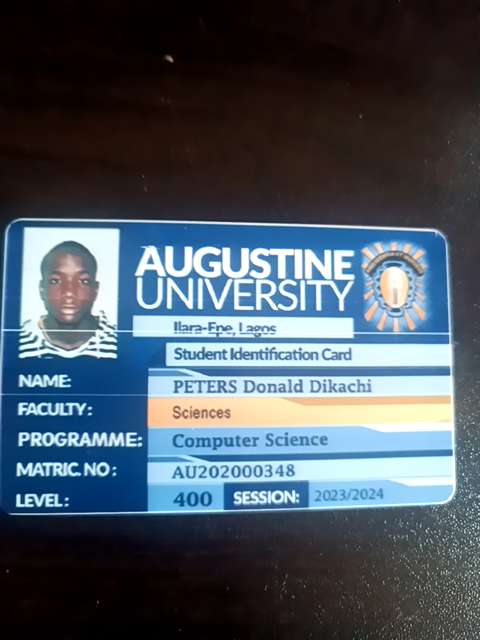 AUGUSTINE
UNIVERSITY
Ilara-Epe, Lagos
Student Identification Card
NAME: PETERS Donald Dikachi
FACULTY: Sciences
PROGRAMME: Computer Science
MATRIC. NO: AU202000348
LEVEL: 400 SESSION: 2023/2024